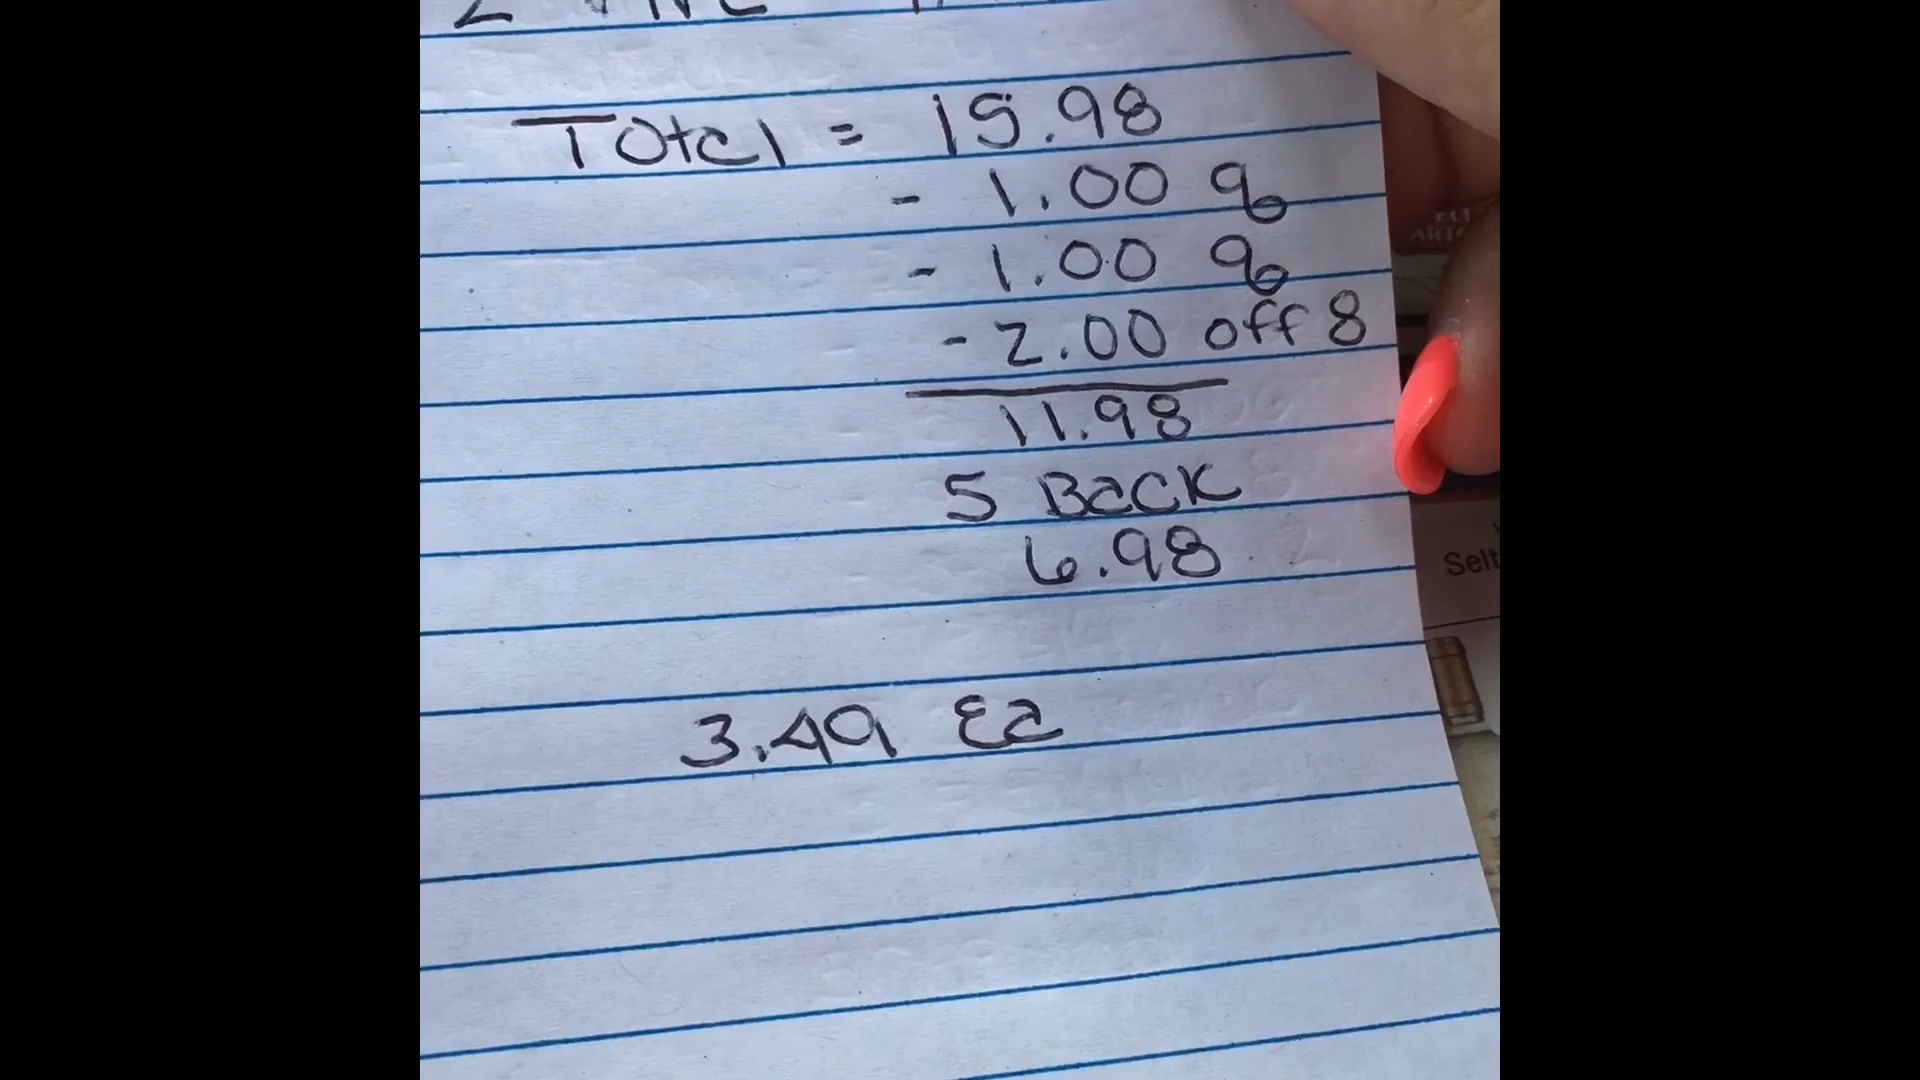 Total = 15.98
- 1.00 q
- 1.00 q
- 2.00 off 8
11.98
5 Back
6.98
3.49 Ea
Selt